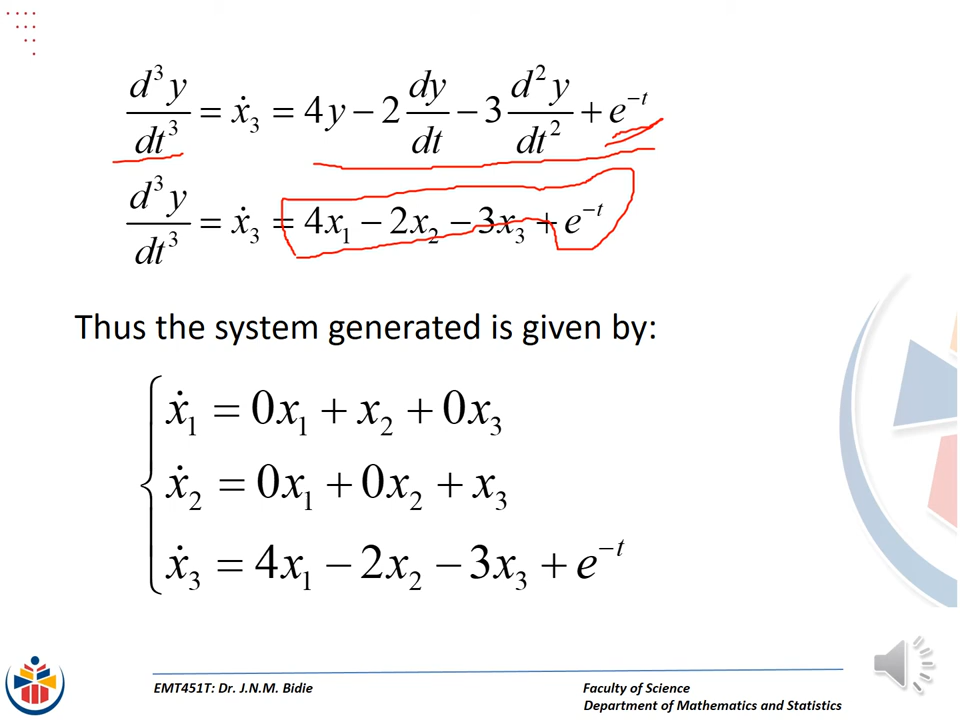 d³y/dt³ = ẋ₃ = 4y − 2 dy/dt − 3 d²y/dt² + e⁻ᵗ
d³y/dt³ = ẋ₃ = 4x₁ − 2x₂ − 3x₃ + e⁻ᵗ
Thus the system generated is given by:
ẋ₁ = 0x₁ + x₂ + 0x₃
ẋ₂ = 0x₁ + 0x₂ + x₃
ẋ₃ = 4x₁ − 2x₂ − 3x₃ + e⁻ᵗ
EMT451T: Dr. J.N.M. Bidie
Faculty of Science
Department of Mathematics and Statistics